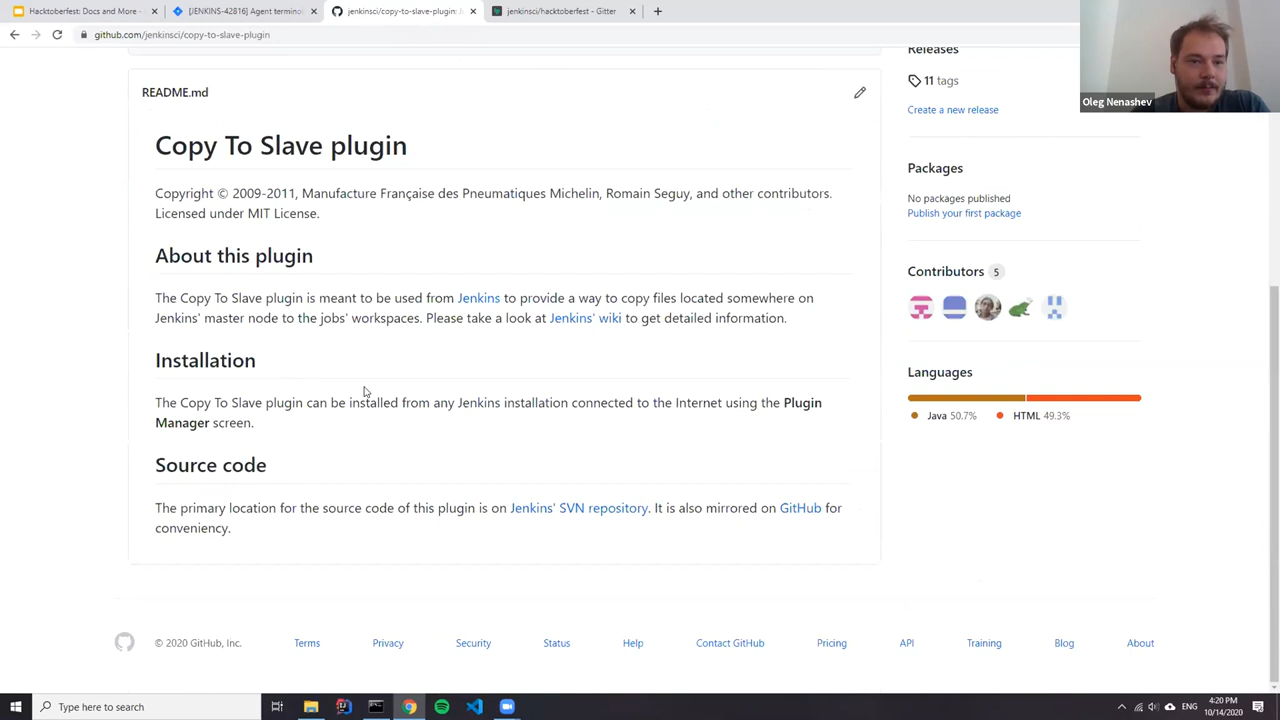 Hacktoberfest: Docs and More -
[JENKINS-42816] Agent terminol
jenkinsci/copy-to-slave-plugin: J
jenkinsci/hacktoberfest - Gitter
github.com/jenkinsci/copy-to-slave-plugin
Oleg Nenashev
README.md
Copy To Slave plugin
Copyright © 2009-2011, Manufacture Française des Pneumatiques Michelin, Romain Seguy, and other contributors.
Licensed under MIT License.
About this plugin
The Copy To Slave plugin is meant to be used from Jenkins to provide a way to copy files located somewhere on
Jenkins' master node to the jobs' workspaces. Please take a look at Jenkins' wiki to get detailed information.
Installation
The Copy To Slave plugin can be installed from any Jenkins installation connected to the Internet using the Plugin
Manager screen.
Source code
The primary location for the source code of this plugin is on Jenkins' SVN repository. It is also mirrored on GitHub for
conveniency.
Releases
11 tags
Create a new release
Packages
No packages published
Publish your first package
Contributors 5
Languages
Java 50.7% HTML 49.3%
© 2020 GitHub, Inc. Terms Privacy Security Status Help Contact GitHub Pricing API Training Blog About
Type here to search
ENG
4:20 PM
10/14/2020